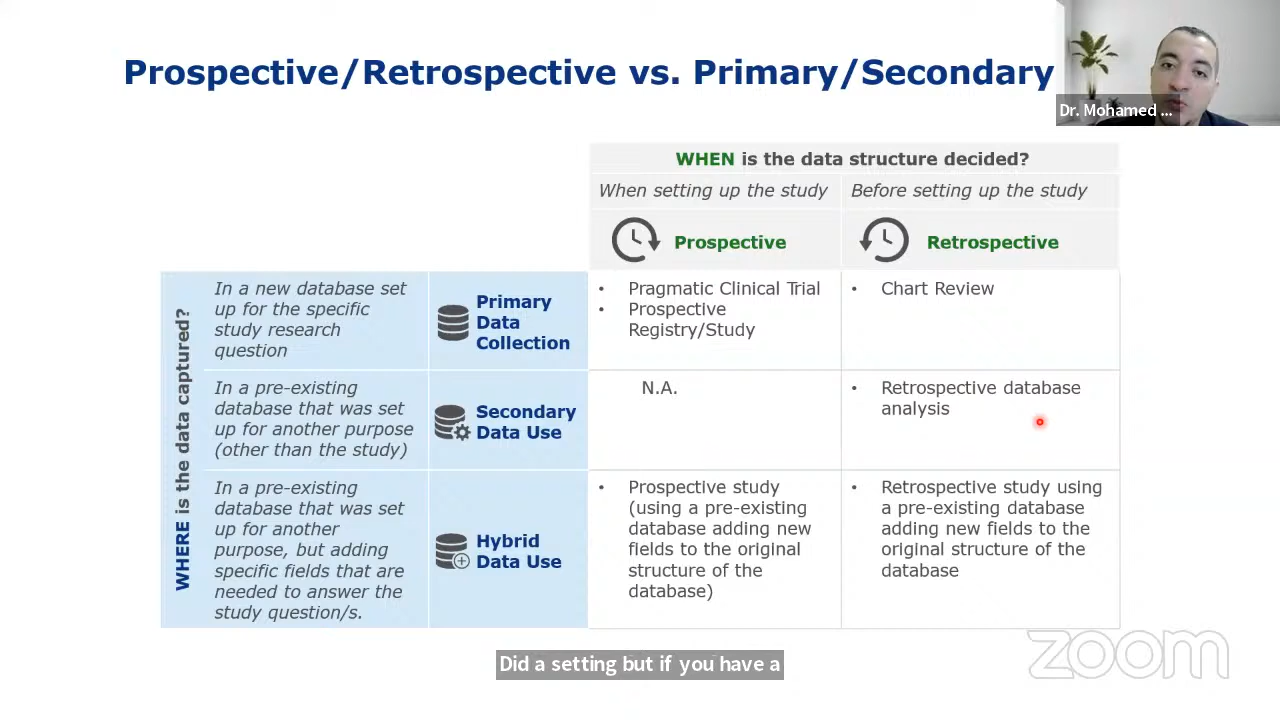 Prospective/Retrospective vs. Primary/Secondary
Dr. Mohamed ...
WHEN is the data structure decided?
When setting up the study
Before setting up the study
Prospective
Retrospective
WHERE is the data captured?
In a new database set
up for the specific
study research
question
Primary
Data
Collection
• Pragmatic Clinical Trial
• Prospective
Registry/Study
• Chart Review
In a pre-existing
database that was set
up for another purpose
(other than the study)
Secondary
Data Use
N.A.
• Retrospective database
analysis
In a pre-existing
database that was set
up for another
purpose, but adding
specific fields that are
needed to answer the
study question/s.
Hybrid
Data Use
• Prospective study
(using a pre-existing
database adding new
fields to the original
structure of the
database)
• Retrospective study using
a pre-existing database
adding new fields to the
original structure of the
database
zoom
Did a setting but if you have a